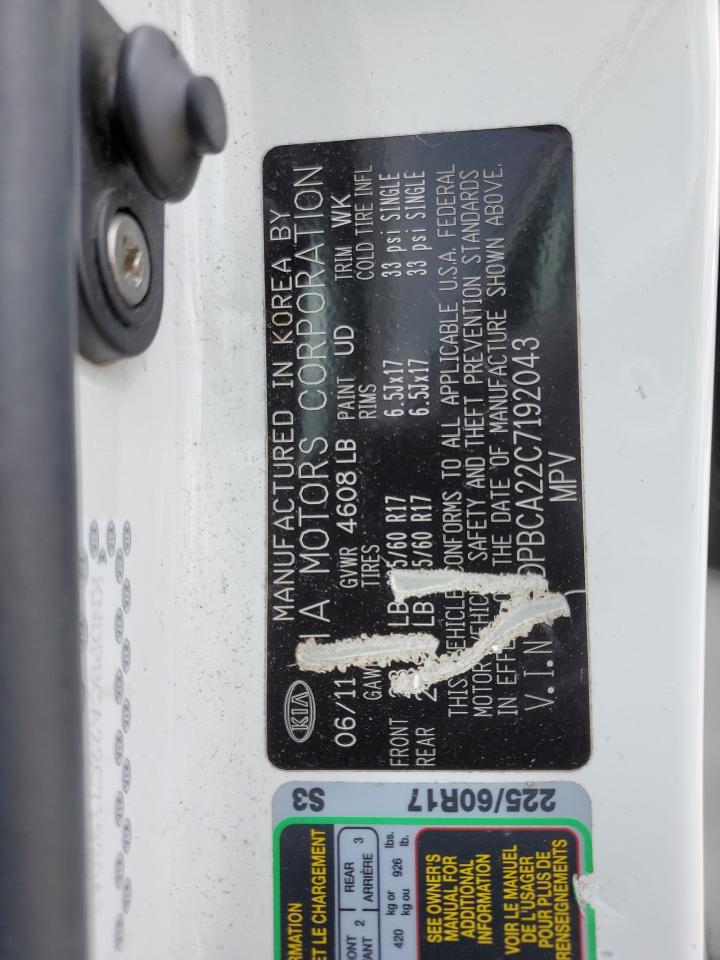 KIA
MANUFACTURED IN KOREA BY
A MOTORS CORPORATION
06/11 GVWR 4608 LB PAINT UD TRIM WK
TIRES RIMS COLD TIRE INFL
FRONT LB 5/60 R17 6.5Jx17 33 psi SINGLE
REAR LB 5/60 R17 6.5Jx17 33 psi SINGLE
THIS VEHICLE CONFORMS TO ALL APPLICABLE U.S.A. FEDERAL
MOTOR SAFETY AND THEFT PREVENTION STANDARDS
IN THE DATE OF MANUFACTURE SHOWN ABOVE.
V.I.N DPBCA22C7192043
MPV
225/60R17
S3
ET LE CHARGEMENT
2 REAR 3
ARRIÈRE
420 kg or 926 lbs.
kg ou lb.
SEE OWNER'S
MANUAL FOR
ADDITIONAL
INFORMATION
VOIR LE MANUEL
DE L'USAGER
POUR PLUS DE
RENSEIGNEMENTS